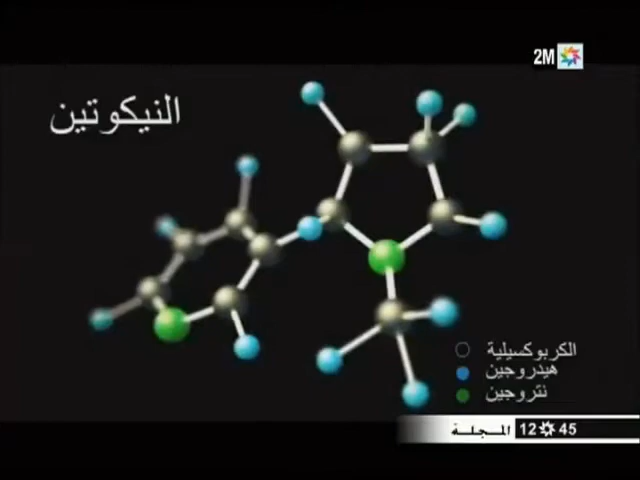 2M
النيكوتين
الكربوكسيلية
هيدروجين
نتروجين
المجلة 12 45